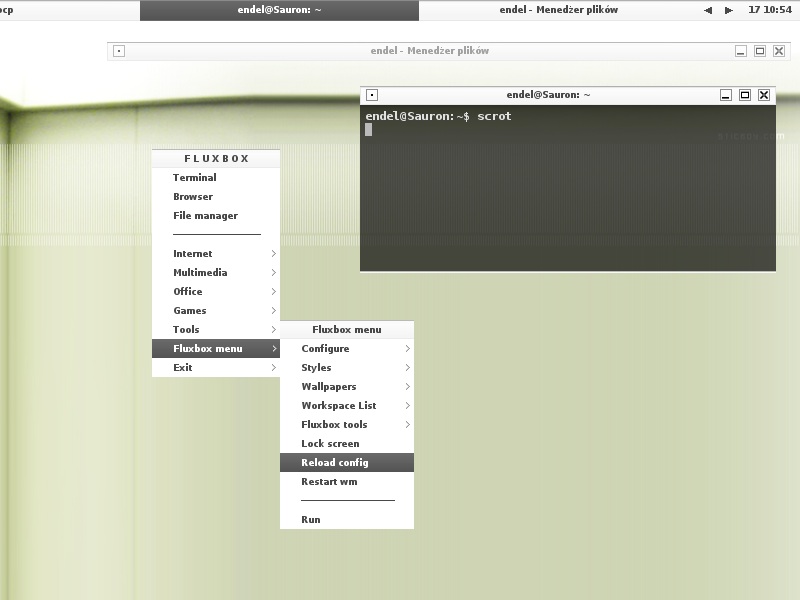 ocp
endel@Sauron: ~
endel - Menedżer plików
17 10:54
endel - Menedżer plików
endel@Sauron: ~
endel@Sauron:~$ scrot
FLUXBOX
Terminal
Browser
File manager
Internet
Multimedia
Office
Games
Tools
Fluxbox menu
Exit
Fluxbox menu
Configure
Styles
Wallpapers
Workspace List
Fluxbox tools
Lock screen
Reload config
Restart wm
Run